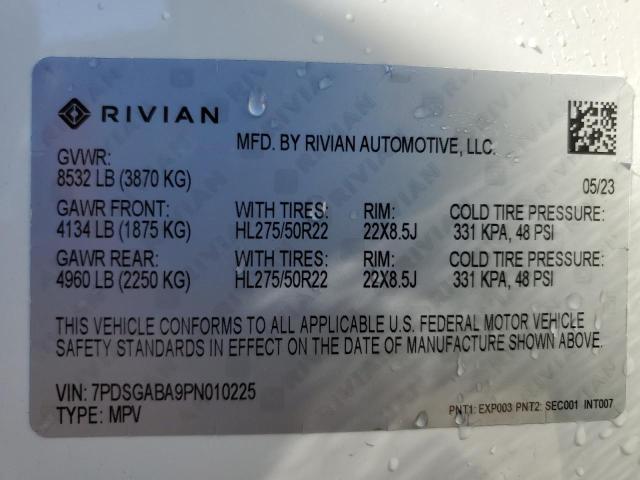 RIVIAN
MFD. BY RIVIAN AUTOMOTIVE, LLC.
GVWR:
8532 LB (3870 KG)
05/23
GAWR FRONT: WITH TIRES: RIM: COLD TIRE PRESSURE:
4134 LB (1875 KG) HL275/50R22 22X8.5J 331 KPA, 48 PSI
GAWR REAR: WITH TIRES: RIM: COLD TIRE PRESSURE:
4960 LB (2250 KG) HL275/50R22 22X8.5J 331 KPA, 48 PSI
THIS VEHICLE CONFORMS TO ALL APPLICABLE U.S. FEDERAL MOTOR VEHICLE
SAFETY STANDARDS IN EFFECT ON THE DATE OF MANUFACTURE SHOWN ABOVE.
VIN: 7PDSGABA9PN010225
TYPE: MPV
PNT1: EXP003 PNT2: SEC001 INT007